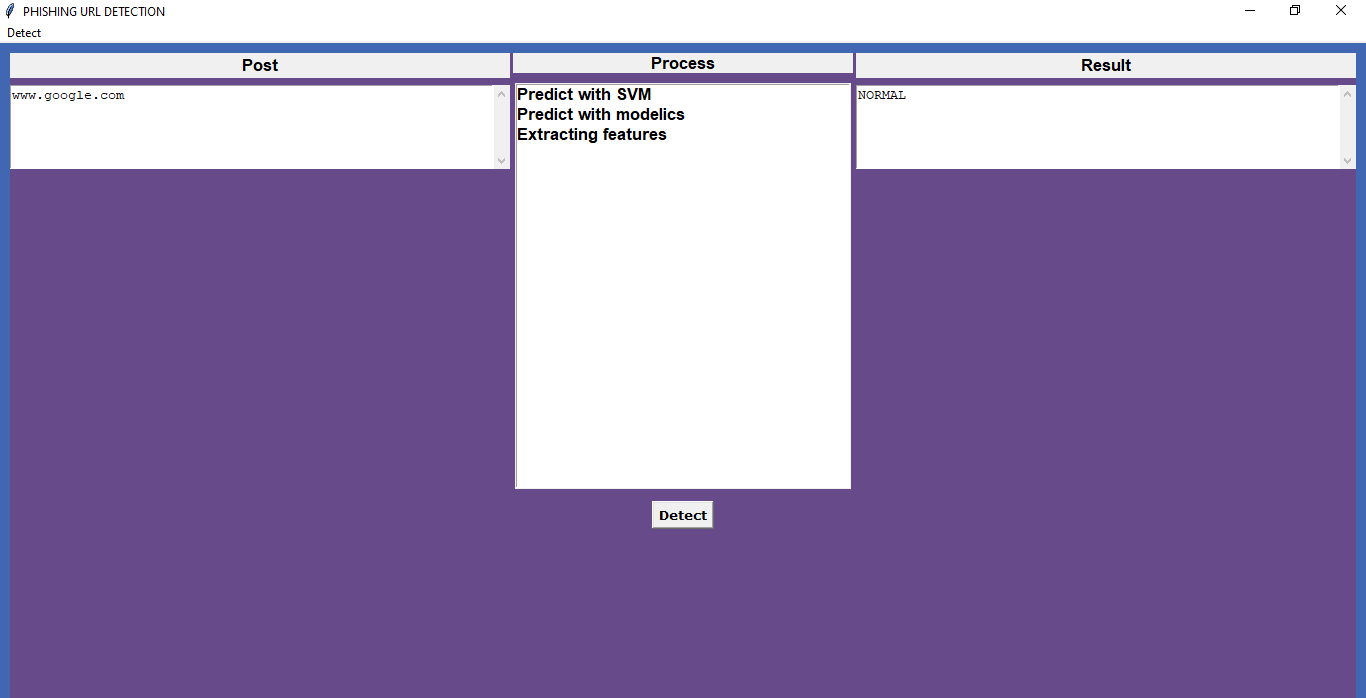 PHISHING URL DETECTION
Detect
Post
Process
Result
www.google.com
Predict with SVM
Predict with modelics
Extracting features
NORMAL
Detect